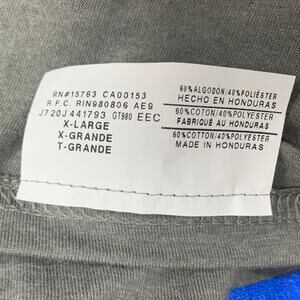 RN#15763 CA00153
R.F.C. RIN980806 AE9
J720J441793 GT980 EEC
X-LARGE
X-GRANDE
T-GRANDE
60%ALGODÓN/40%POLIÉSTER
HECHO EN HONDURAS
60%COTON/40%POLYESTER
FABRIQUÉ AU HONDURAS
60%COTTON/40%POLYESTER
MADE IN HONDURAS